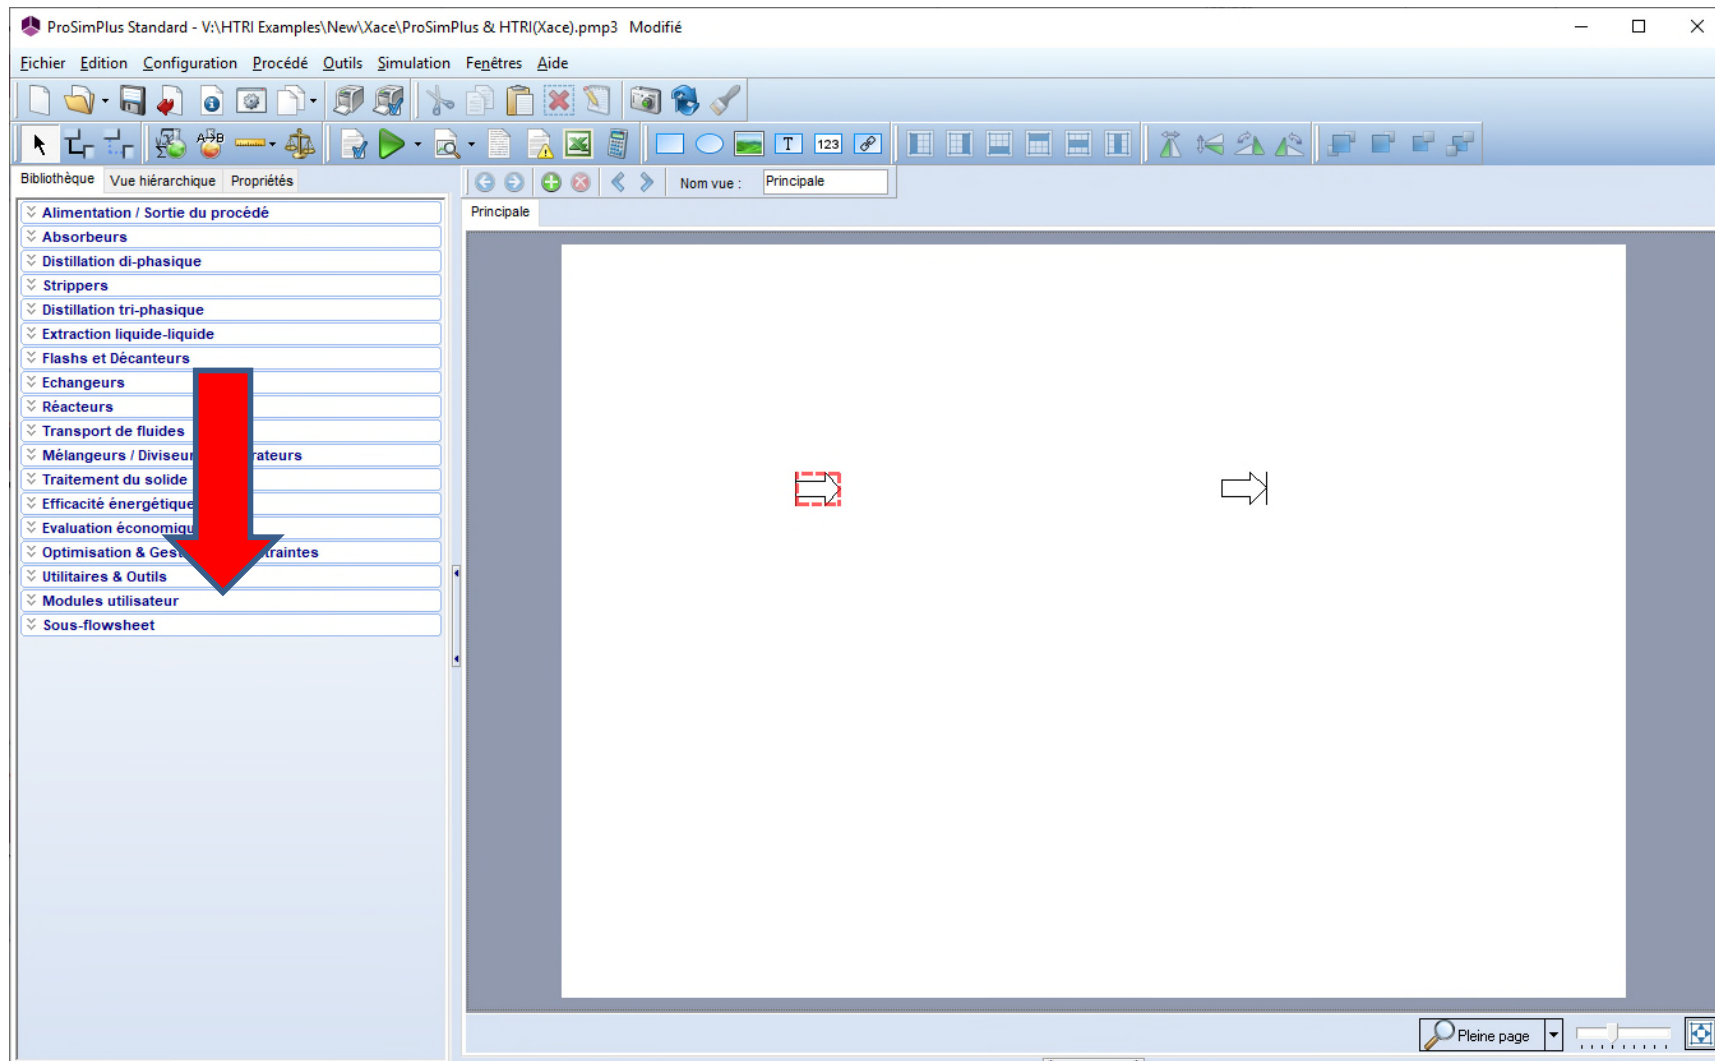 ProSimPlus Standard - V:\HTRI Examples\New\Xace\ProSimPlus & HTRI(Xace).pmp3 Modifié
Fichier Edition Configuration Procédé Outils Simulation Fenêtres Aide
A B
T 123
Bibliothèque Vue hiérarchique Propriétés
Nom vue : Principale
Principale
Alimentation / Sortie du procédé
Absorbeurs
Distillation di-phasique
Strippers
Distillation tri-phasique
Extraction liquide-liquide
Flashs et Décanteurs
Echangeurs
Réacteurs
Transport de fluides
Mélangeurs / Diviseur rateurs
Traitement du solide
Efficacité énergétique
Evaluation économiqu
Optimisation & Gest traintes
Utilitaires & Outils
Modules utilisateur
Sous-flowsheet
Pleine page